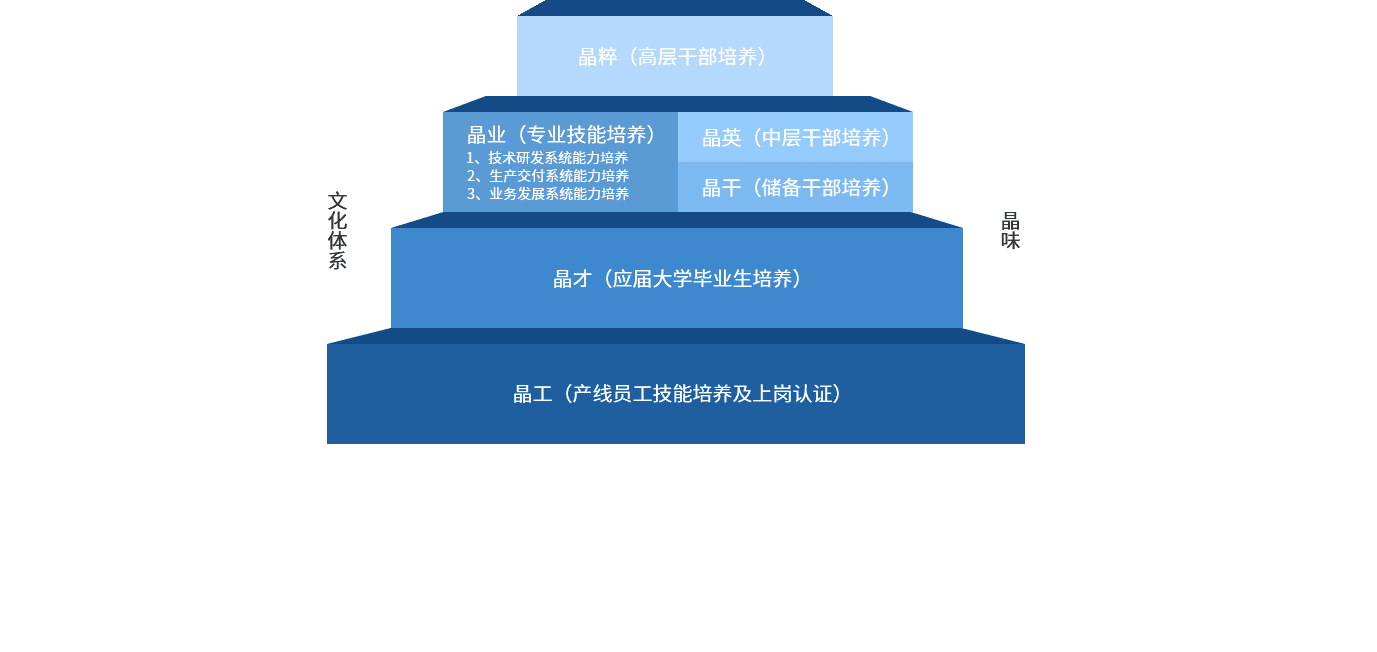 晶粹（高层干部培养）
晶业（专业技能培养）
1、技术研发系统能力培养
2、生产交付系统能力培养
3、业务发展系统能力培养
晶英（中层干部培养）
晶干（储备干部培养）
文化体系
晶味
晶才（应届大学毕业生培养）
晶工（产线员工技能培养及上岗认证）